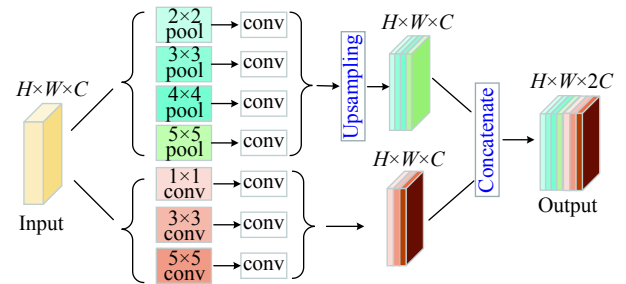 H×W×C
Input
2×2
pool
conv
3×3
pool
conv
4×4
pool
conv
5×5
pool
conv
1×1
conv
conv
3×3
conv
conv
5×5
conv
conv
Upsampling
H×W×C
H×W×C
Concatenate
H×W×2C
Output